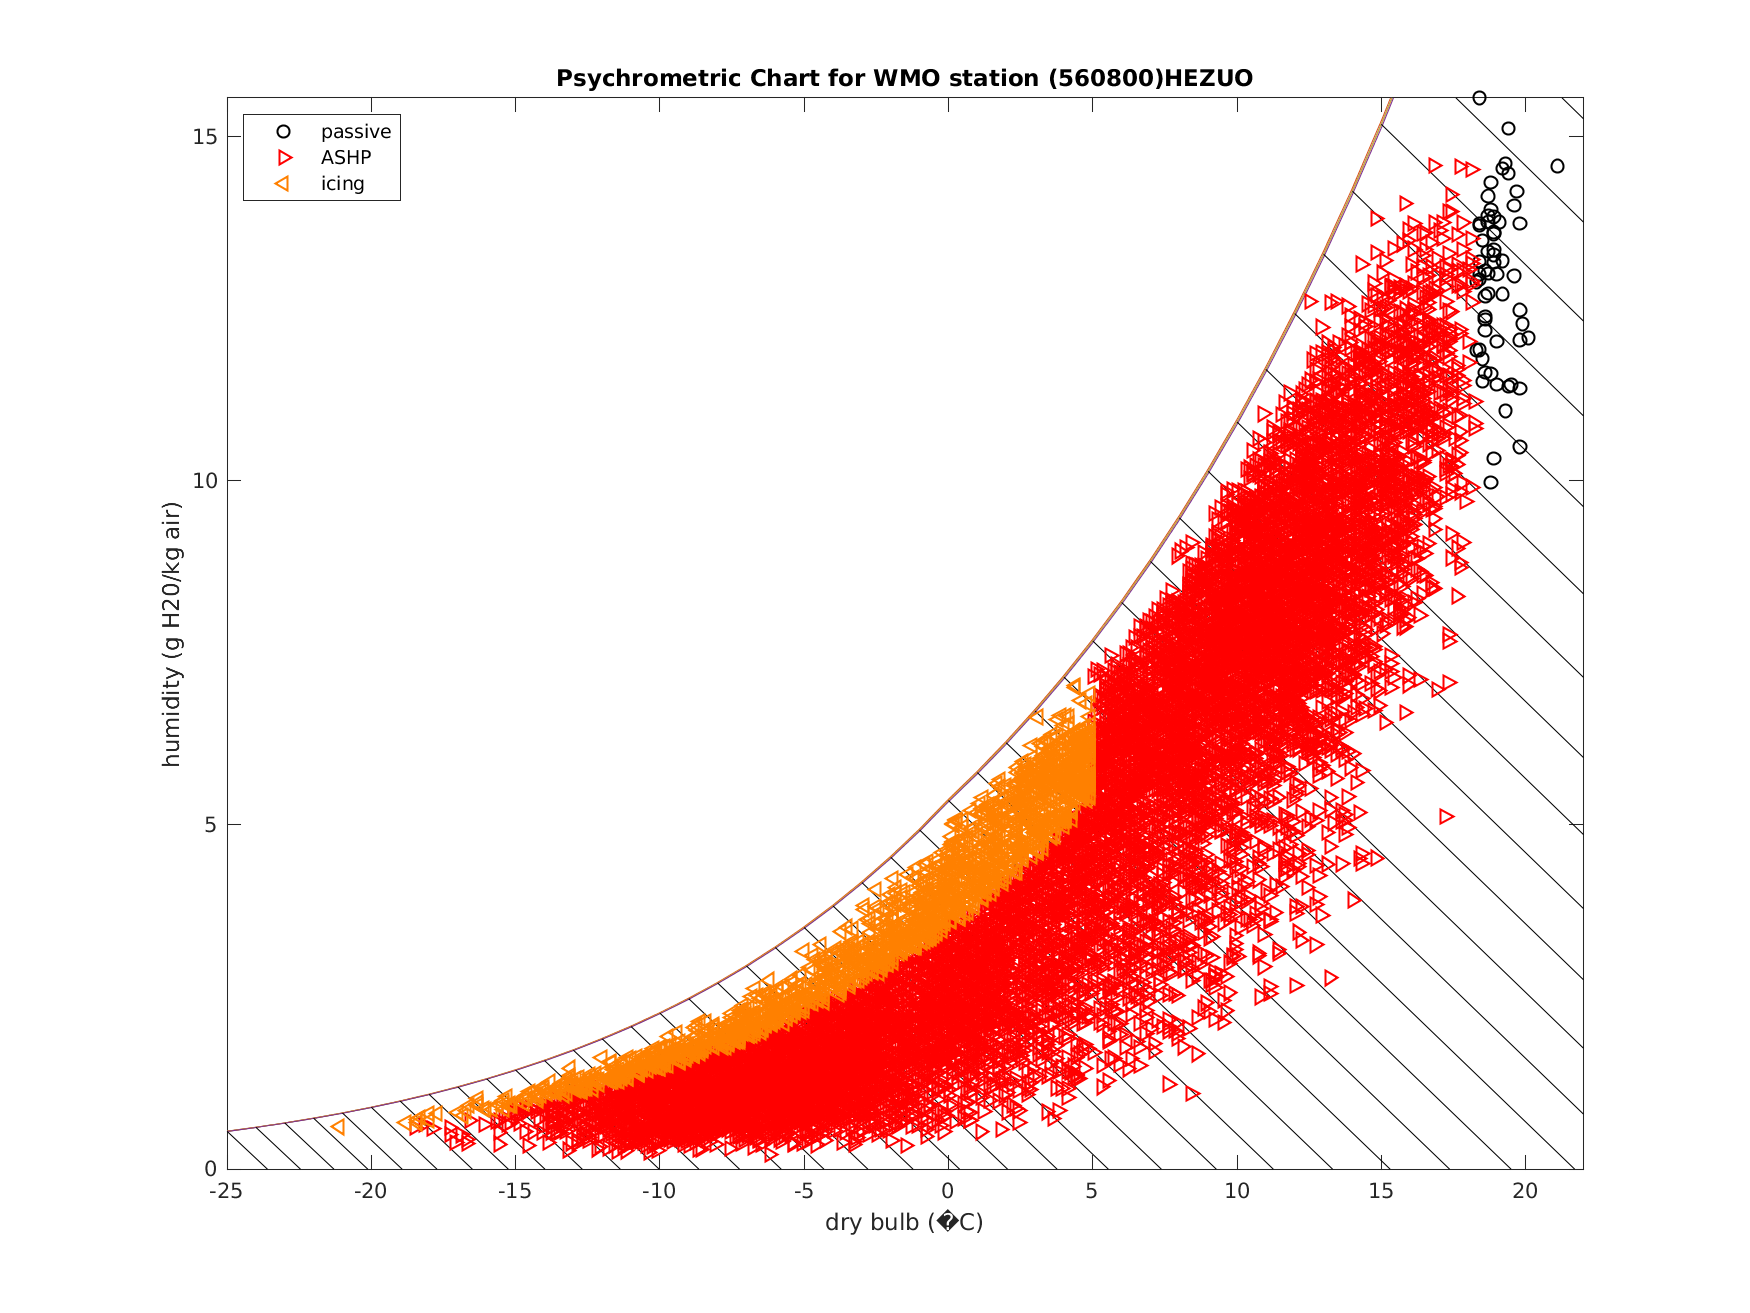 Psychrometric Chart for WMO station (560800)HEZUO
passive
ASHP
icing
15
10
5
0
humidity (g H20/kg air)
-25 -20 -15 -10 -5 0 5 10 15 20
dry bulb (�C)